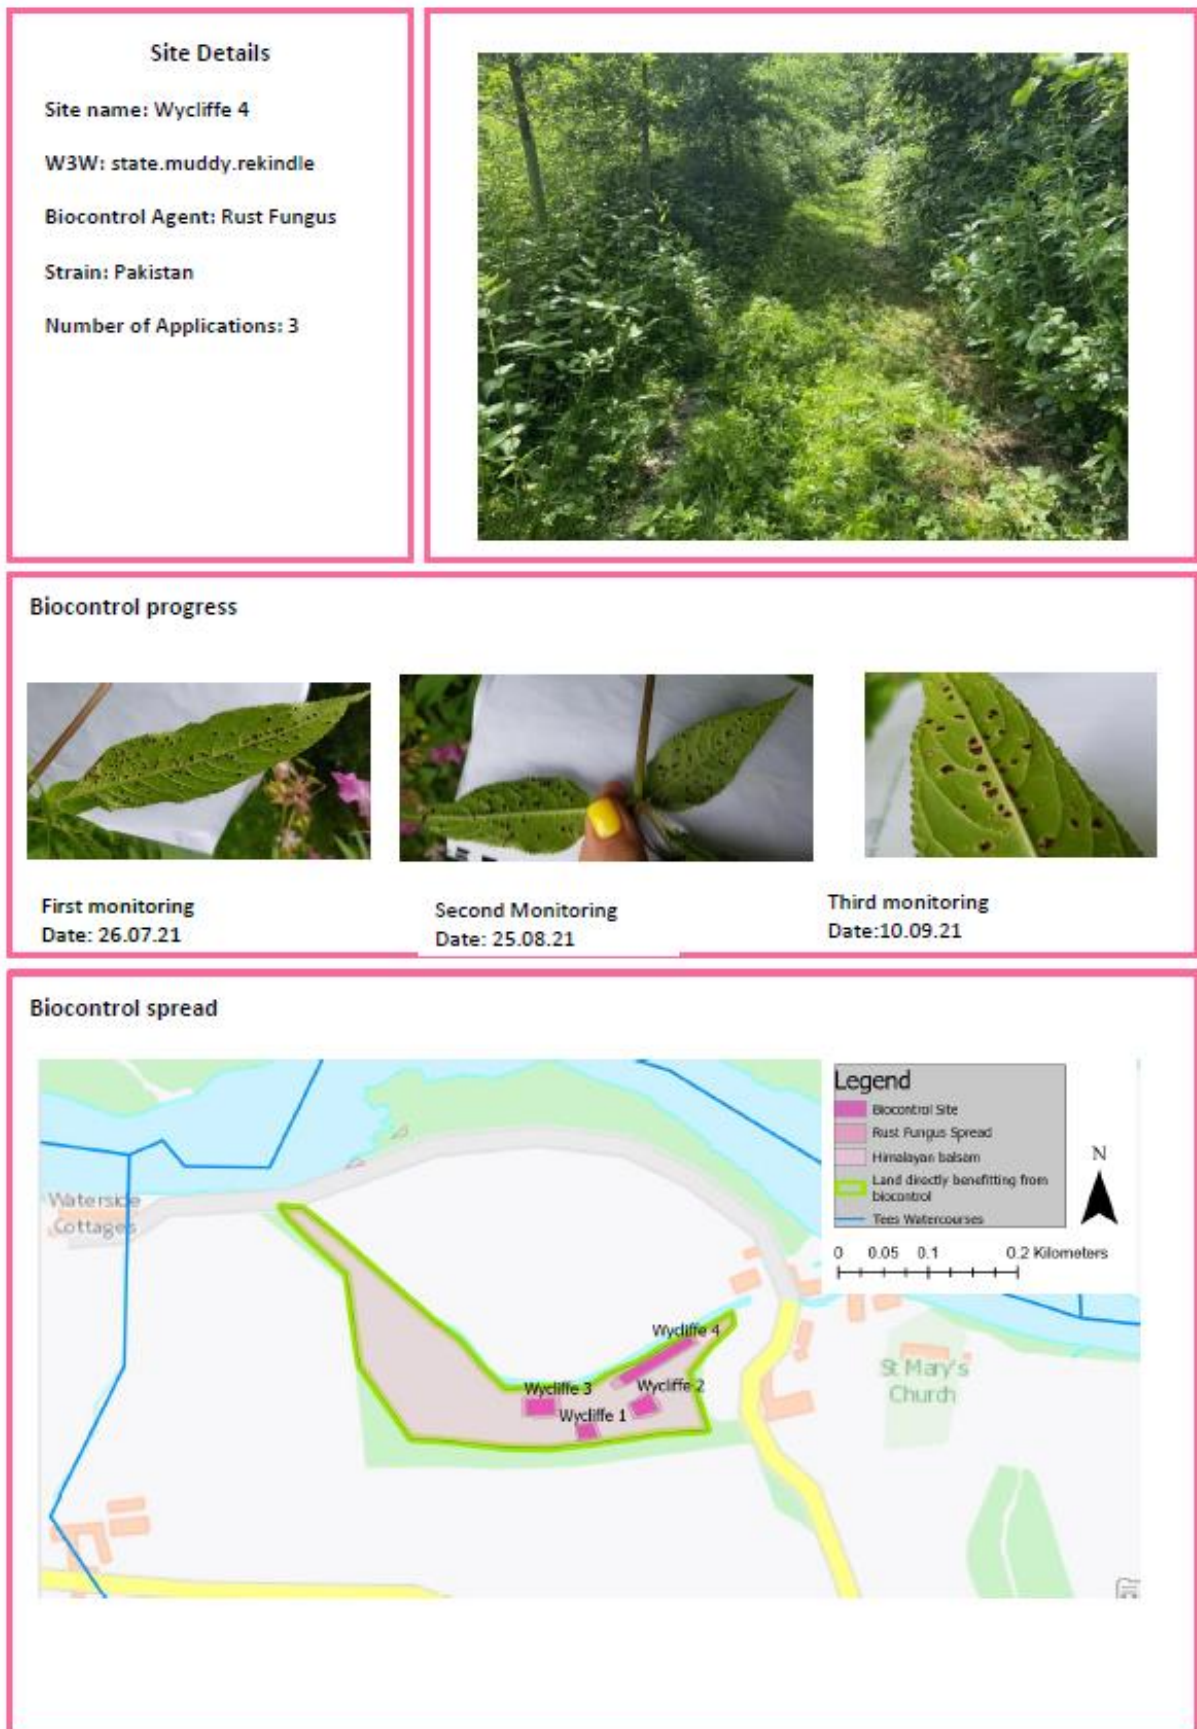 Site Details
Site name: Wycliffe 4
W3W: state.muddy.rekindle
Biocontrol Agent: Rust Fungus
Strain: Pakistan
Number of Applications: 3
Biocontrol progress
First monitoring
Date: 26.07.21
Second Monitoring
Date: 25.08.21
Third monitoring
Date:10.09.21
Biocontrol spread
Legend
Biocontrol Site
Rust Fungus Spread
Himalayan balsam
Land directly benefitting from
biocontrol
Tees Watercourses
N
0 0.05 0.1 0.2 Kilometers
Waterside
Cottages
Wycliffe 4
Wycliffe 3
Wycliffe 2
Wycliffe 1
St Mary's
Church